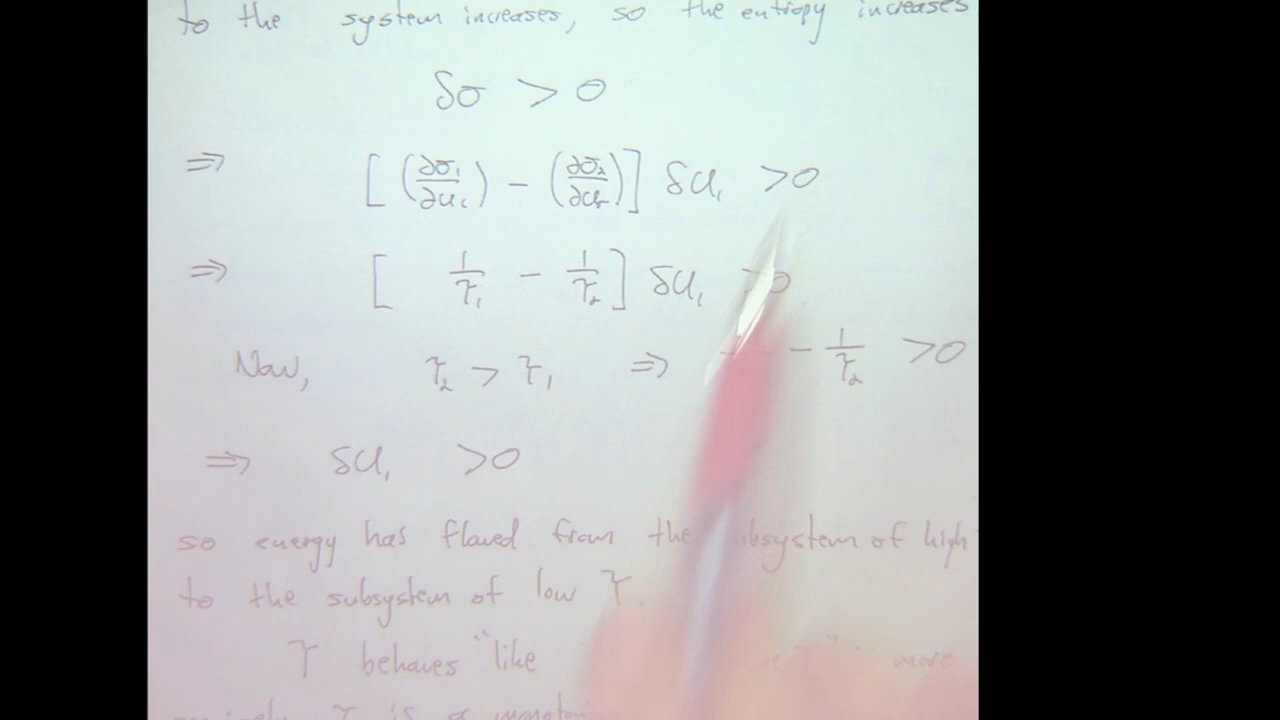 to the system increases, so the entropy increases
δσ > 0
⇒ [ (∂σ₁/∂U₁) − (∂σ₂/∂U₂) ] δU₁ > 0
⇒ [ 1/τ₁ − 1/τ₂ ] δU₁ > 0
Now, τ₂ > τ₁ ⇒ − 1/τ₂ > 0
⇒ δU₁ > 0
so energy has flowed from the subsystem of high
to the subsystem of low τ.
τ behaves "like more
τ is a